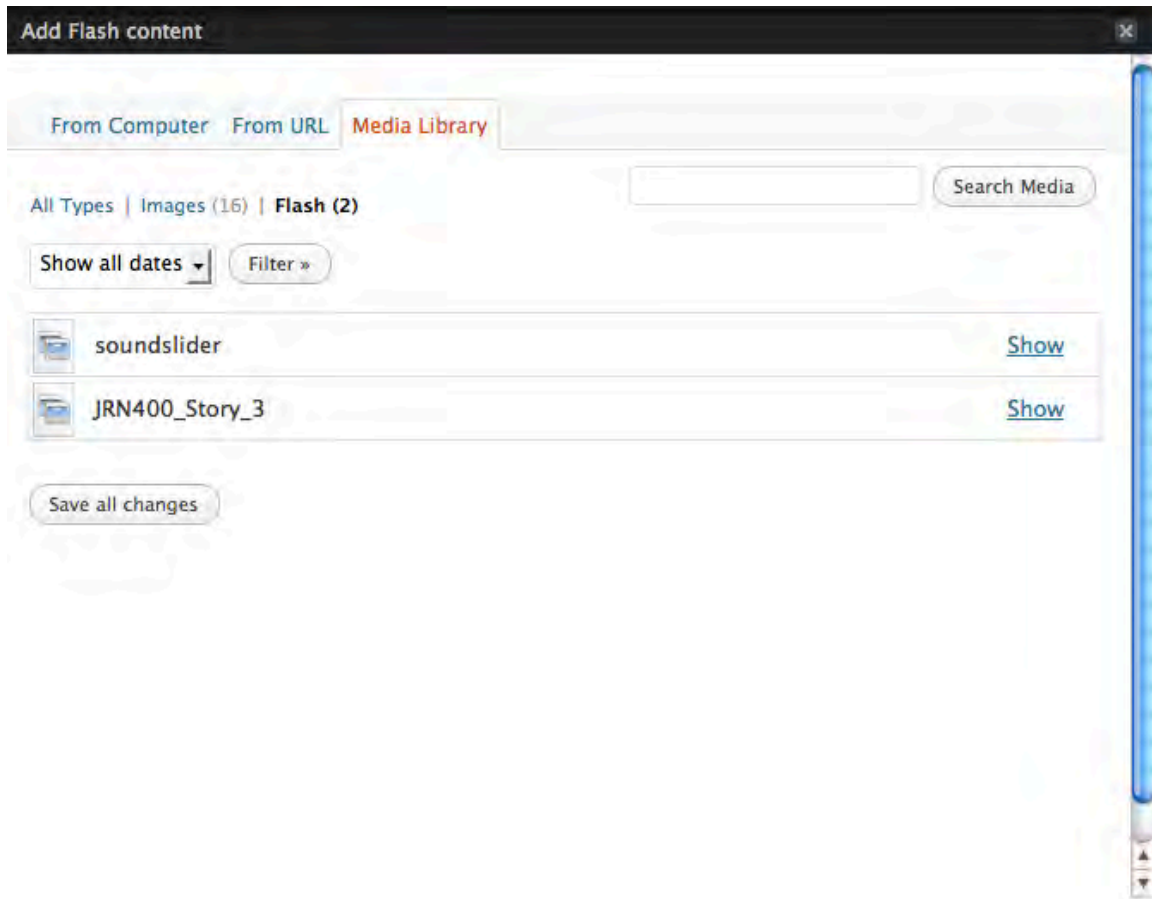 Add Flash content
From Computer From URL Media Library
Search Media
All Types | Images (16) | Flash (2)
Show all dates Filter »
soundslider Show
JRN400_Story_3 Show
Save all changes